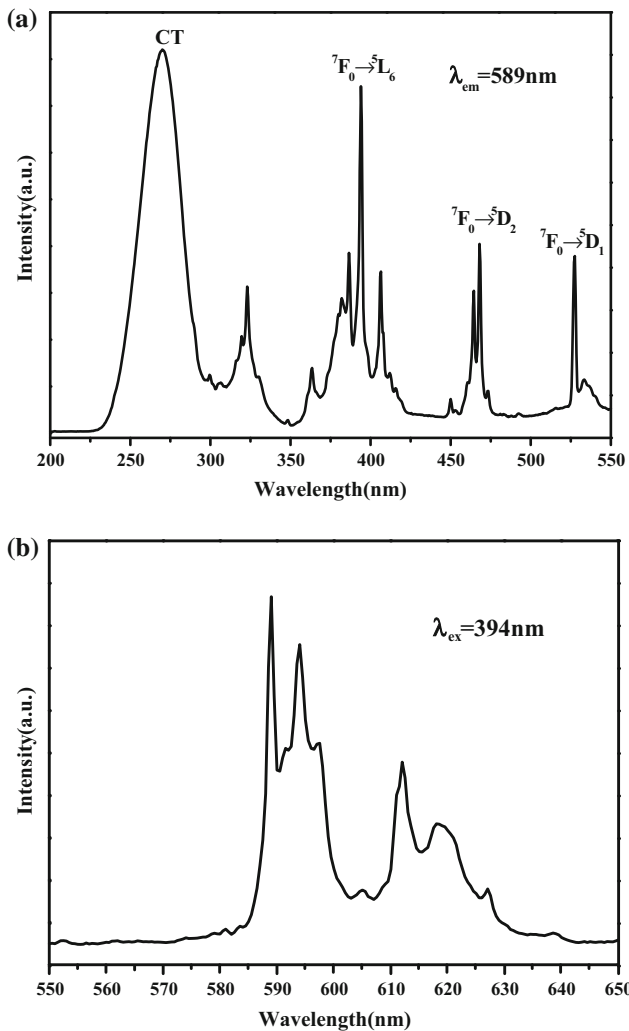 (a)
CT
⁷F₀→⁵L₆
λem=589nm
⁷F₀→⁵D₂
⁷F₀→⁵D₁
Intensity(a.u.)
200 250 300 350 400 450 500 550
Wavelength(nm)
(b)
λex=394nm
Intensity(a.u.)
550 560 570 580 590 600 610 620 630 640 650
Wavelength(nm)